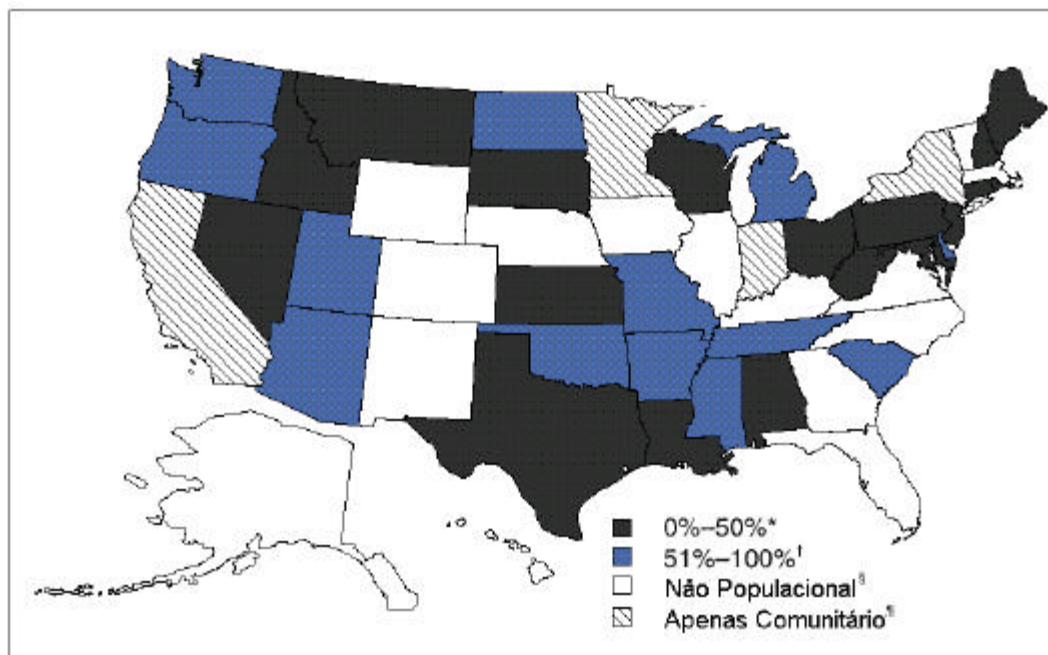 0%–50%*
51%–100%†
Não Populacional§
Apenas Comunitário¶